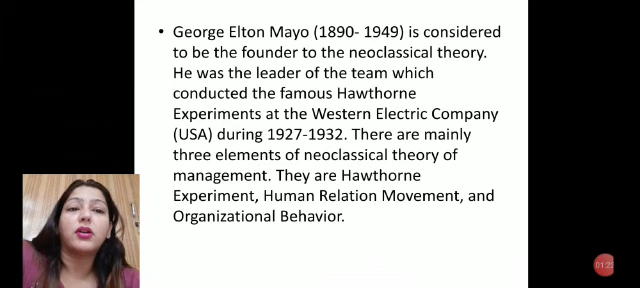 • George Elton Mayo (1890- 1949) is considered
to be the founder to the neoclassical theory.
He was the leader of the team which
conducted the famous Hawthorne
Experiments at the Western Electric Company
(USA) during 1927-1932. There are mainly
three elements of neoclassical theory of
management. They are Hawthorne
Experiment, Human Relation Movement, and
Organizational Behavior.